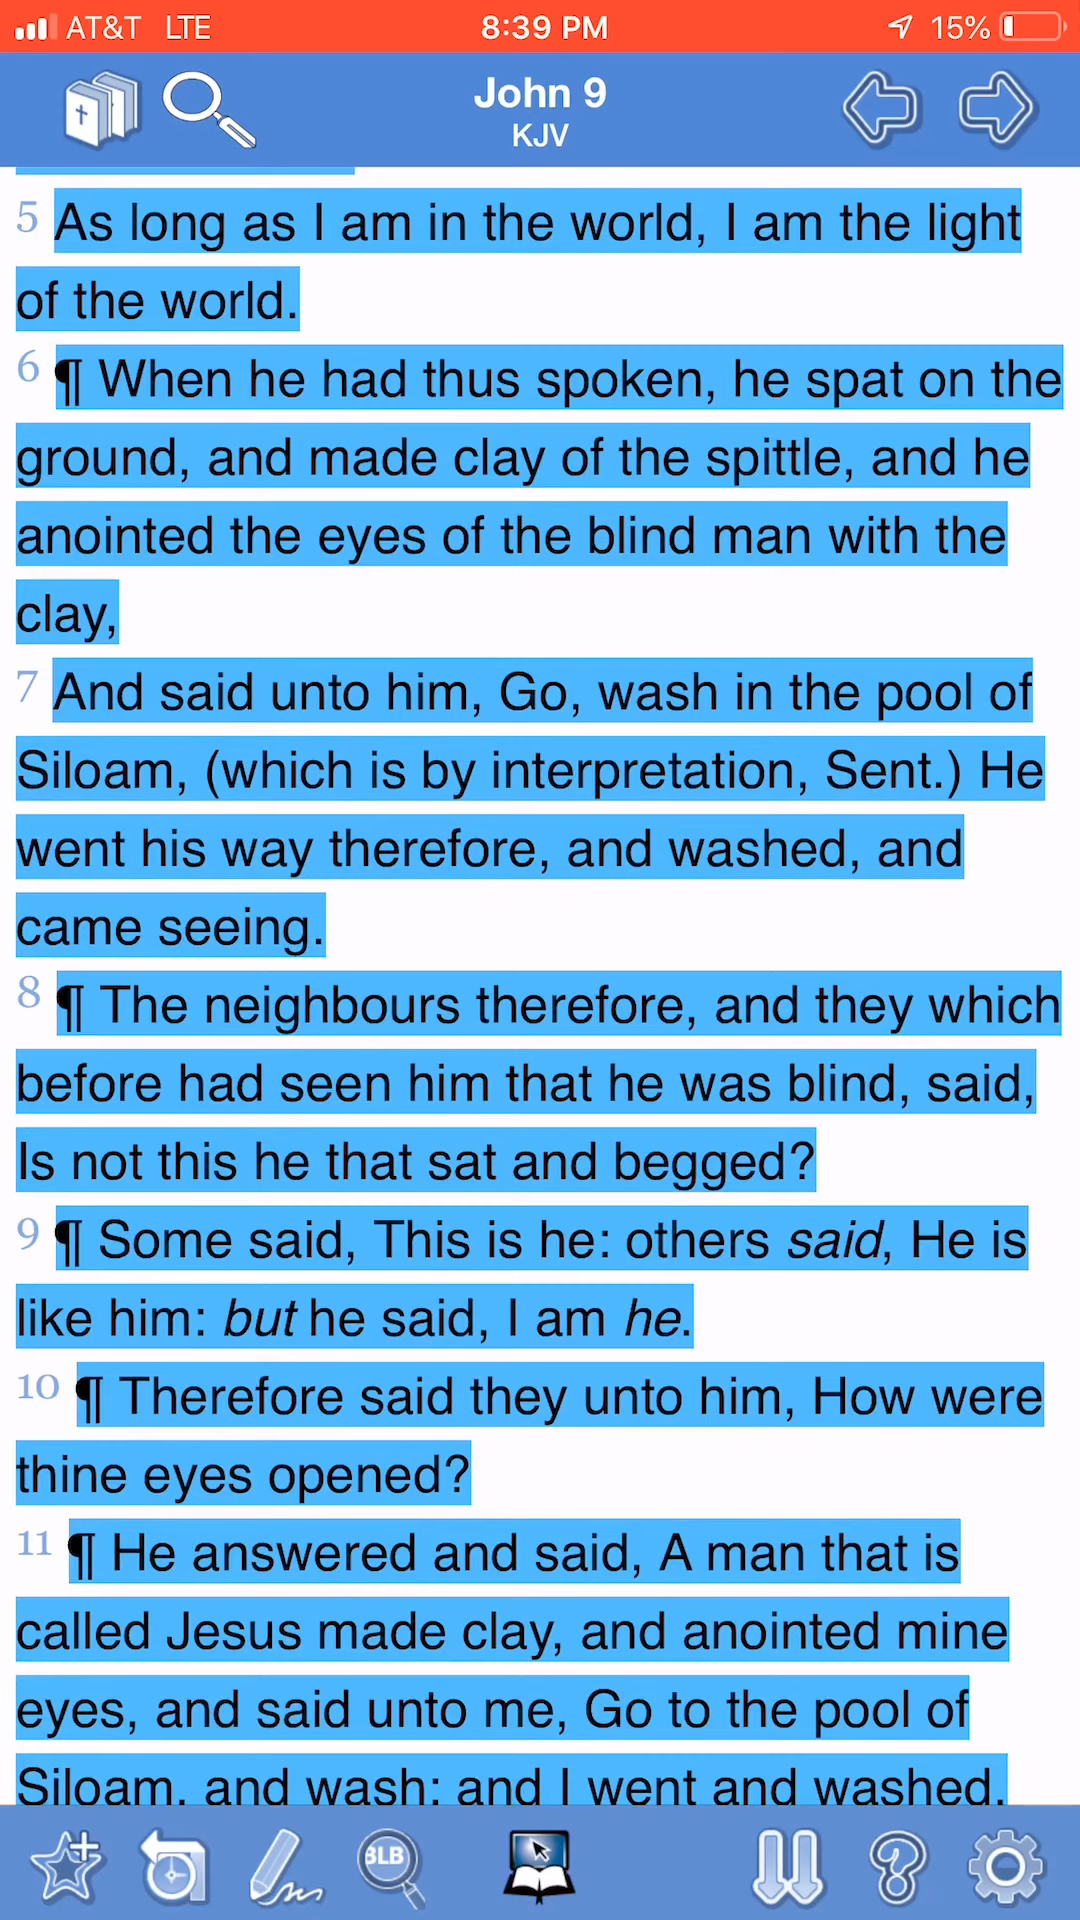 AT&T LTE 8:39 PM 15%
John 9
KJV
5 As long as I am in the world, I am the light
of the world.
6 ¶ When he had thus spoken, he spat on the
ground, and made clay of the spittle, and he
anointed the eyes of the blind man with the
clay,
7 And said unto him, Go, wash in the pool of
Siloam, (which is by interpretation, Sent.) He
went his way therefore, and washed, and
came seeing.
8 ¶ The neighbours therefore, and they which
before had seen him that he was blind, said,
Is not this he that sat and begged?
9 ¶ Some said, This is he: others said, He is
like him: but he said, I am he.
10 ¶ Therefore said they unto him, How were
thine eyes opened?
11 ¶ He answered and said, A man that is
called Jesus made clay, and anointed mine
eyes, and said unto me, Go to the pool of
Siloam, and wash: and I went and washed,
BLB